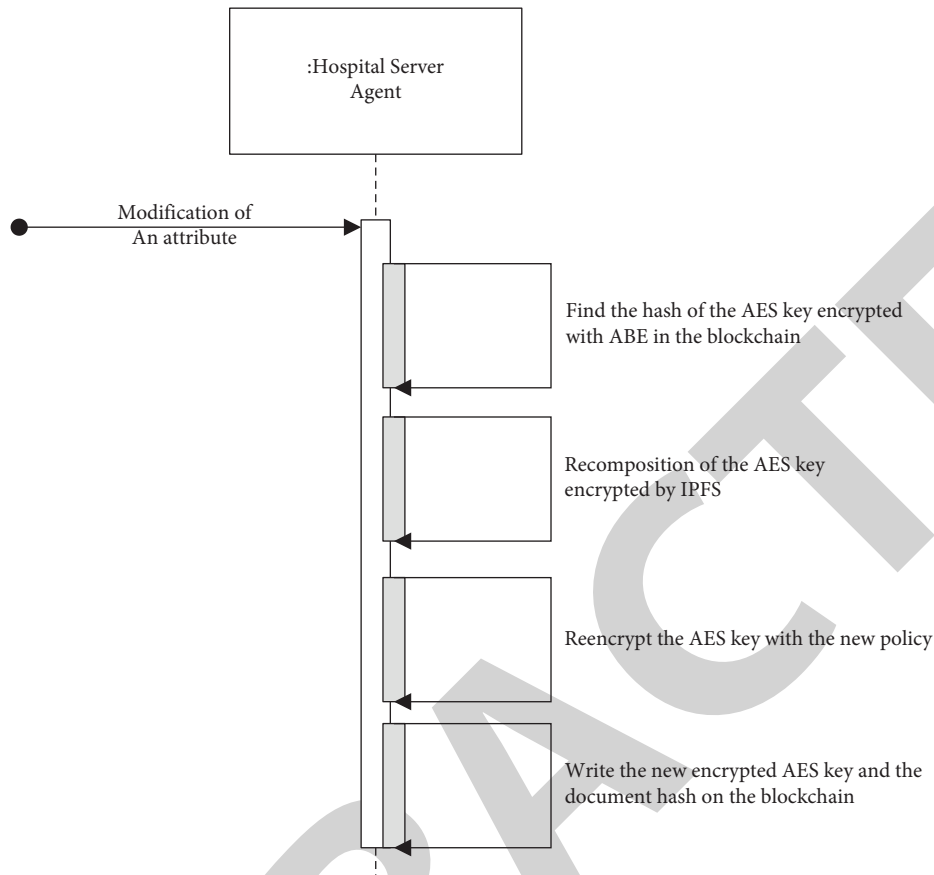 :Hospital Server
Agent
Modification of
An attribute
Find the hash of the AES key encrypted
with ABE in the blockchain
Recomposition of the AES key
encrypted by IPFS
Reencrypt the AES key with the new policy
Write the new encrypted AES key and the
document hash on the blockchain